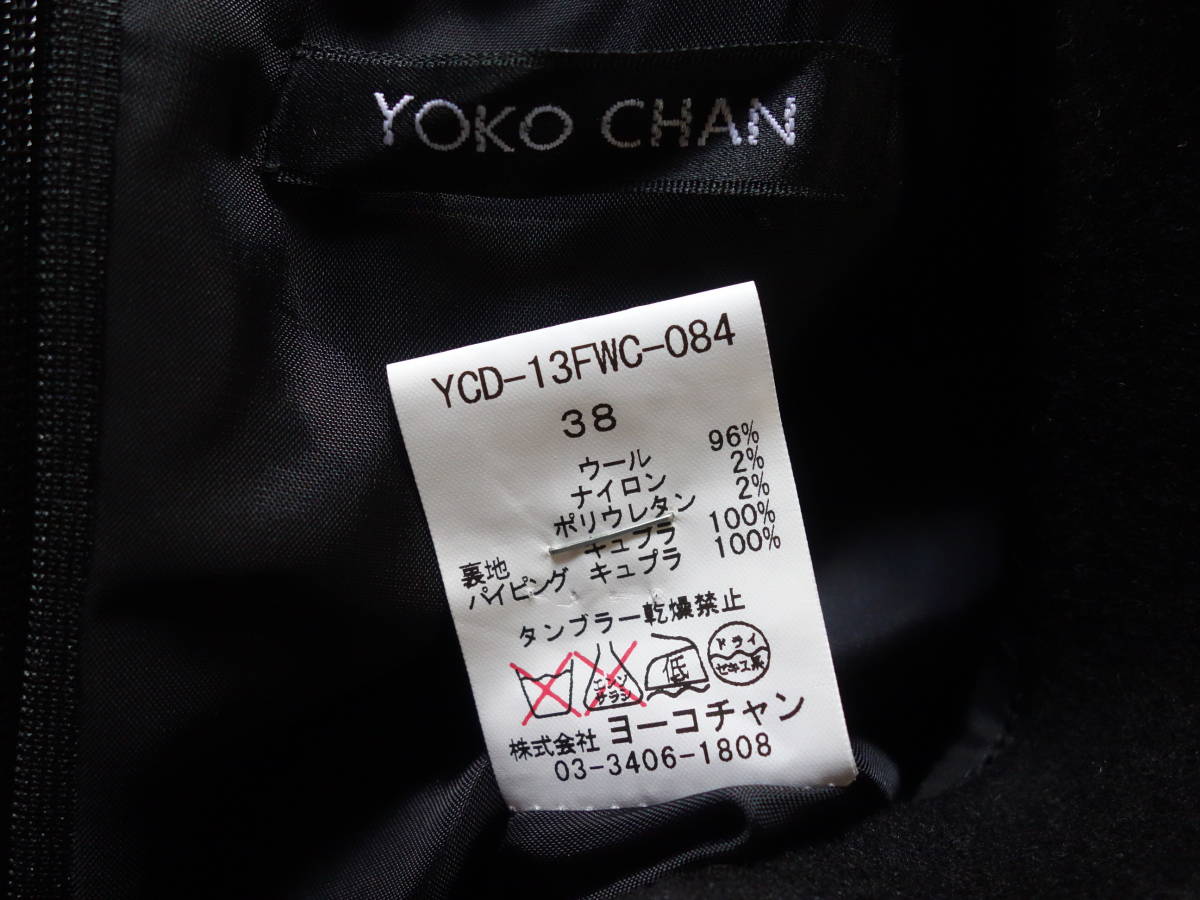 YOKO CHAN
YCD-13FWC-084
38
ウール 96%
ナイロン 2%
ポリウレタン 2%
裏地 キュプラ 100%
パイピング キュプラ 100%
タンブラー乾燥禁止
エンソ
サラシ
低
ドライ
セキユ系
株式会社 ヨーコチャン
03-3406-1808